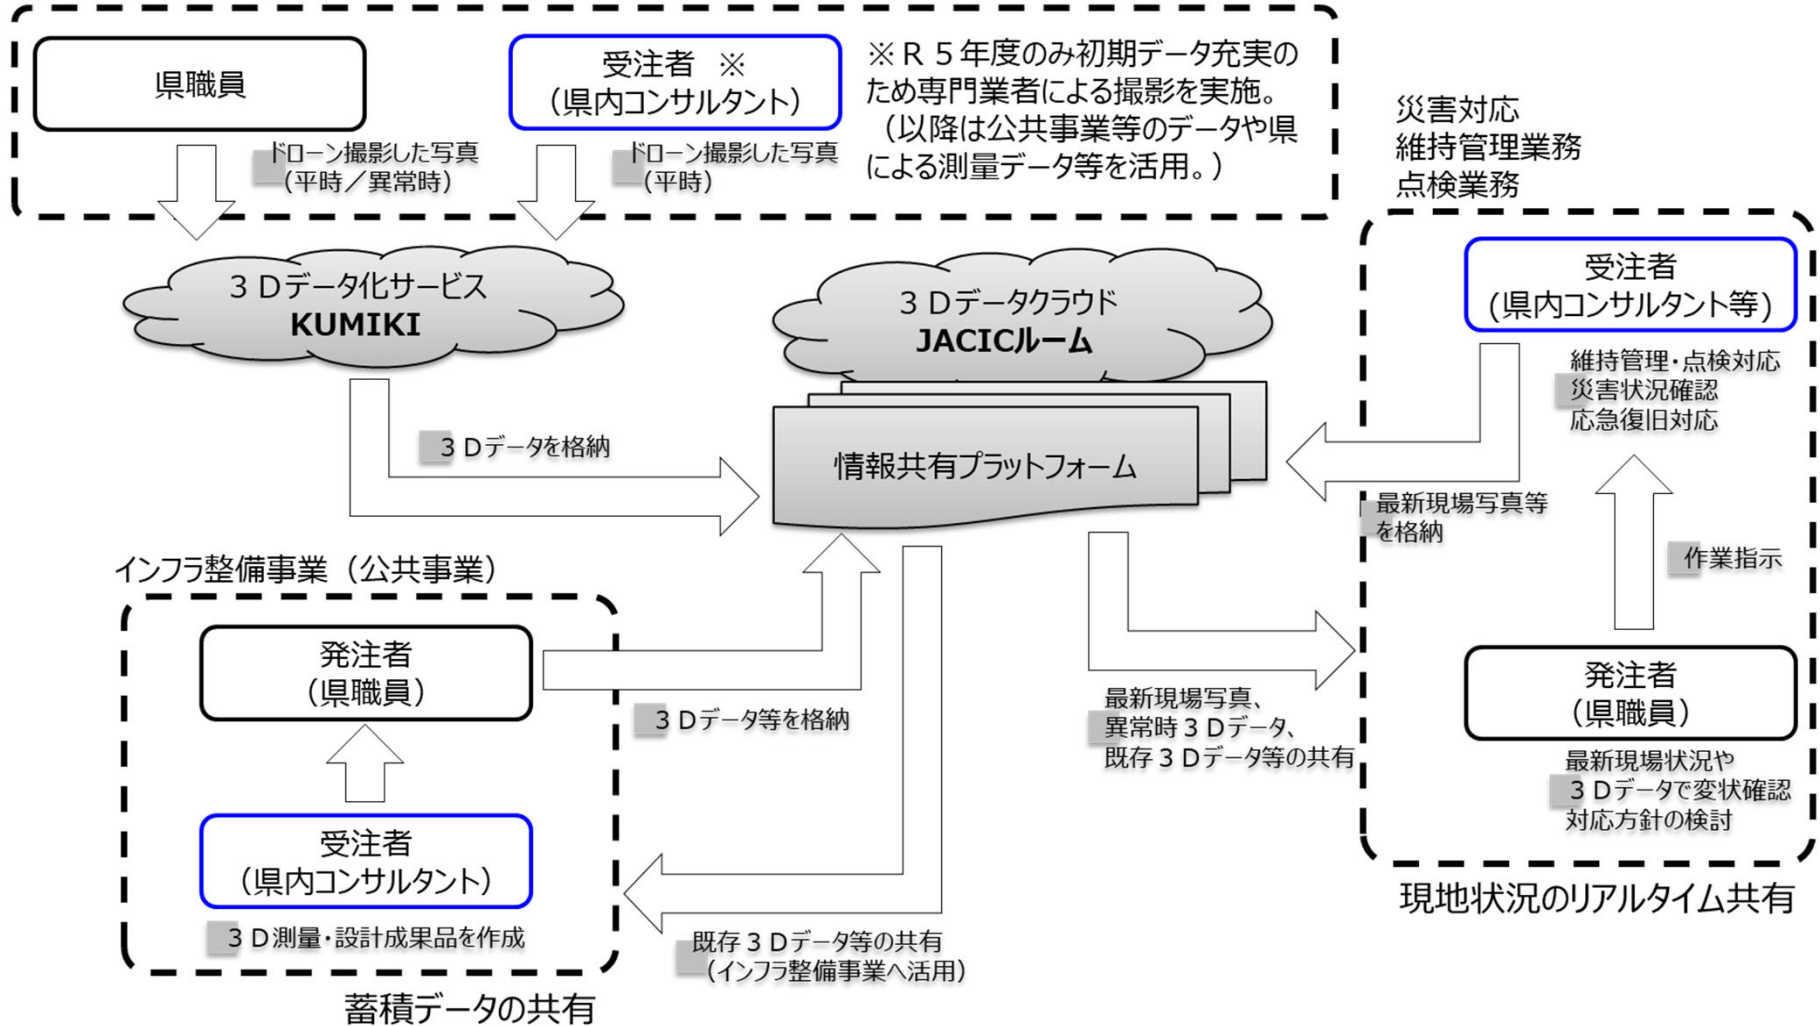 県職員
受注者　※
（県内コンサルタント）
※Ｒ５年度のみ初期データ充実の
ため専門業者による撮影を実施。
（以降は公共事業等のデータや県
による測量データ等を活用。）
ドローン撮影した写真
（平時／異常時）
ドローン撮影した写真
（平時）
災害対応
維持管理業務
点検業務
３Ｄデータ化サービス
KUMIKI
３Ｄデータクラウド
JACICルーム
情報共有プラットフォーム
３Ｄデータを格納
受注者
（県内コンサルタント等）
維持管理・点検対応
災害状況確認
応急復旧対応
最新現場写真等
を格納
作業指示
発注者
（県職員）
最新現場状況や
３Ｄデータで変状確認
対応方針の検討
現地状況のリアルタイム共有
インフラ整備事業（公共事業）
発注者
（県職員）
３Ｄデータ等を格納
受注者
（県内コンサルタント）
３Ｄ測量・設計成果品を作成
蓄積データの共有
既存３Ｄデータ等の共有
（インフラ整備事業へ活用）
最新現場写真、
異常時３Ｄデータ、
既存３Ｄデータ等の共有